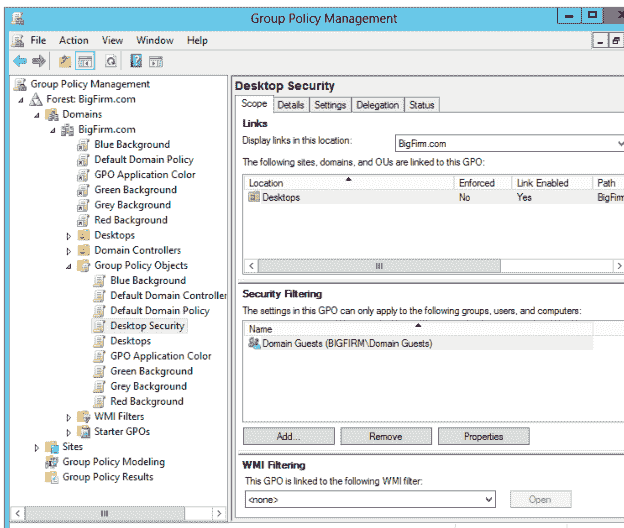 Group Policy Management
File Action View Window Help
Group Policy Management
Forest: BigFirm.com
Domains
BigFirm.com
Blue Background
Default Domain Policy
GPO Application Color
Green Background
Grey Background
Red Background
Desktops
Domain Controllers
Group Policy Objects
Blue Background
Default Domain Controller
Default Domain Policy
Desktop Security
Desktops
GPO Application Color
Green Background
Grey Background
Red Background
WMI Filters
Starter GPOs
Sites
Group Policy Modeling
Group Policy Results
Desktop Security
Scope Details Settings Delegation Status
Links
Display links in this location: BigFirm.com
The following sites, domains, and OUs are linked to this GPO:
Location Enforced Link Enabled Path
Desktops No Yes BigFirm
Security Filtering
The settings in this GPO can only apply to the following groups, users, and computers:
Name
Domain Guests (BIGFIRM\Domain Guests)
Add... Remove Properties
WMI Filtering
This GPO is linked to the following WMI filter:
<none> Open